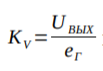 K_V = U_ВЫХ / e_Г